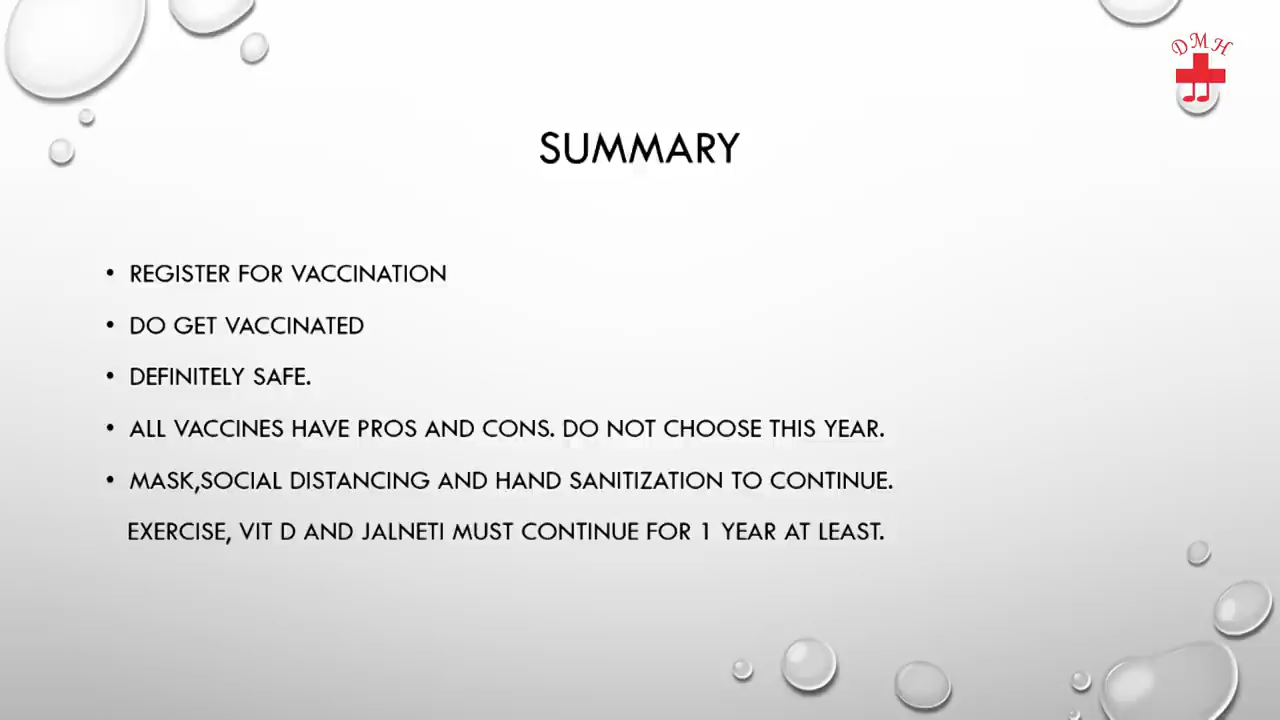 DMH
SUMMARY
• REGISTER FOR VACCINATION
• DO GET VACCINATED
• DEFINITELY SAFE.
• ALL VACCINES HAVE PROS AND CONS. DO NOT CHOOSE THIS YEAR.
• MASK,SOCIAL DISTANCING AND HAND SANITIZATION TO CONTINUE.
EXERCISE, VIT D AND JALNETI MUST CONTINUE FOR 1 YEAR AT LEAST.